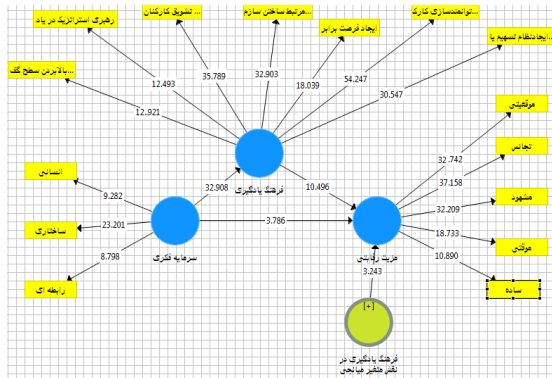 رهبری استراتژیک در یاد
تشویق کارکنان ...
مرتبط ساختن سازم...
ایجاد فرصت برابر
توانمندسازی کارک...
ایجادنظام تسهیم یا...
بالابردن سطح گف...
12.493
35.789
32.903
18.039
54.247
30.547
12.921
موقعیتی
تجانس
مشهود
موقتی
ساده
32.742
37.158
32.209
18.733
10.890
انسانی
ساختاری
رابطه ای
9.282
23.201
8.798
32.908
فرهنگ یادگیری
10.496
3.786
سرمایه فکری
مزیت رقابتی
3.243
[+]
فرهنگ یادگیری در
نقش متغیر میانجی